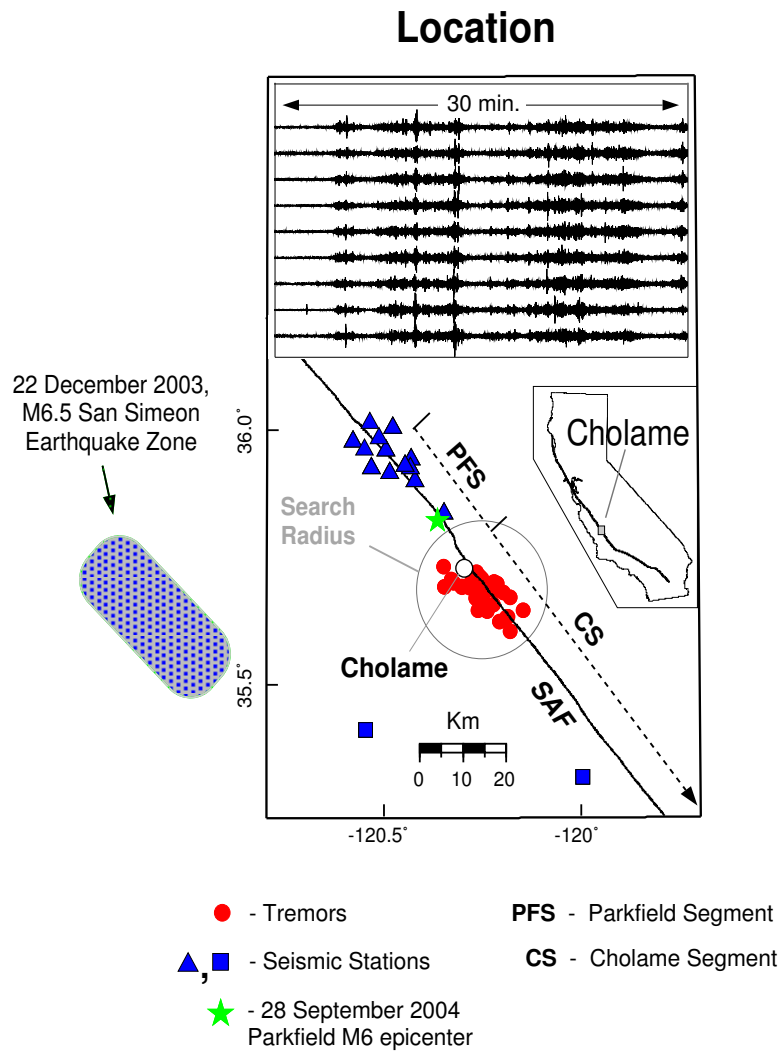 Location
30 min.
22 December 2003,
M6.5 San Simeon
Earthquake Zone
36.0°
PFS
Cholame
Search
Radius
CS
Cholame
35.5°
SAF
Km
0 10 20
-120.5° -120°
- Tremors
PFS - Parkfield Segment
, - Seismic Stations
CS - Cholame Segment
- 28 September 2004
Parkfield M6 epicenter